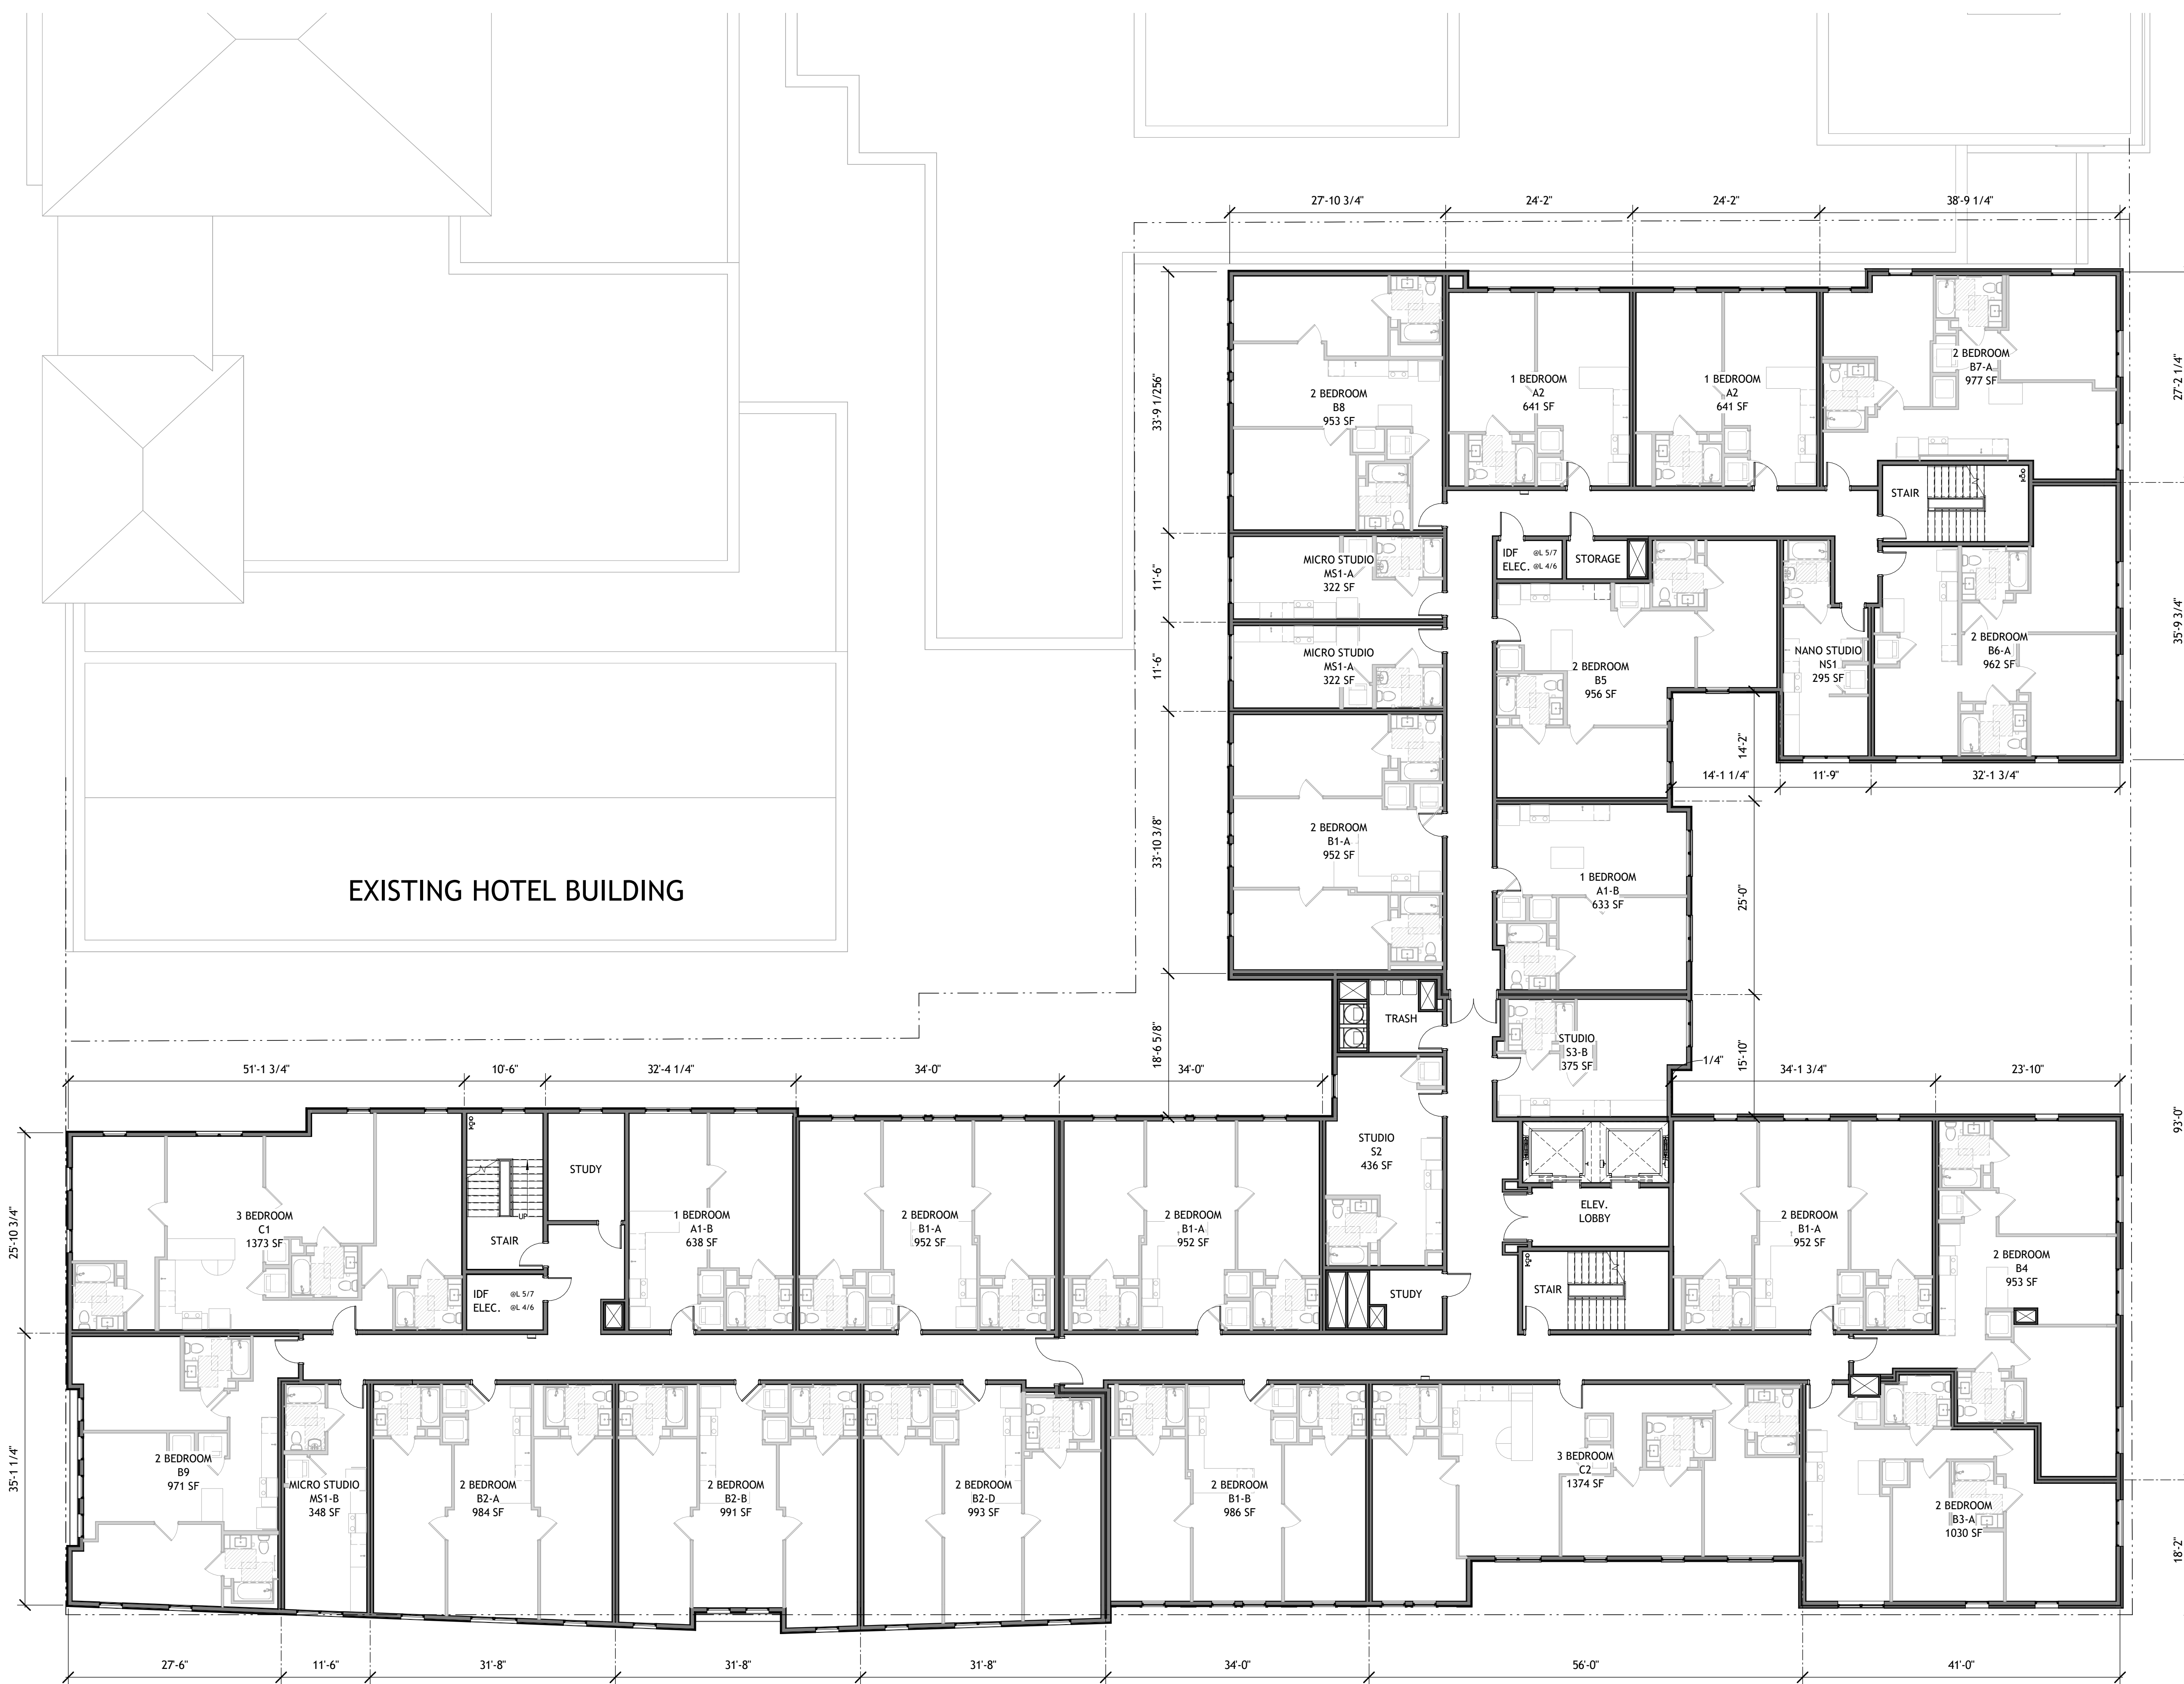 27'-10 3/4"
24'-2"
24'-2"
38'-9 1/4"
33'-9 1/256"
11'-6"
11'-6"
33'-10 3/8"
18'-6 5/8"
27'-2 1/4"
35'-9 3/4"
93'-0"
18'-2"
2 BEDROOM
B8
953 SF
1 BEDROOM
A2
641 SF
1 BEDROOM
A2
641 SF
2 BEDROOM
B7-A
977 SF
STAIR
MICRO STUDIO
MS1-A
322 SF
IDF @L 5/7
ELEC. @L 4/6
STORAGE
MICRO STUDIO
MS1-A
322 SF
2 BEDROOM
B5
956 SF
NANO STUDIO
NS1
295 SF
2 BEDROOM
B6-A
962 SF
14'-2"
14'-1 1/4"
11'-9"
32'-1 3/4"
2 BEDROOM
B1-A
952 SF
1 BEDROOM
A1-B
633 SF
25'-0"
EXISTING HOTEL BUILDING
TRASH
STUDIO
S3-B
375 SF
1/4"
15'-10"
51'-1 3/4"
10'-6"
32'-4 1/4"
34'-0"
34'-0"
34'-1 3/4"
23'-10"
25'-10 3/4"
35'-1 1/4"
3 BEDROOM
C1
1373 SF
UP
STAIR
STUDY
IDF @L 5/7
ELEC. @L 4/6
1 BEDROOM
A1-B
638 SF
2 BEDROOM
B1-A
952 SF
2 BEDROOM
B1-A
952 SF
STUDIO
S2
436 SF
STUDY
ELEV.
LOBBY
STAIR
2 BEDROOM
B1-A
952 SF
2 BEDROOM
B4
953 SF
2 BEDROOM
B9
971 SF
MICRO STUDIO
MS1-B
348 SF
2 BEDROOM
B2-A
984 SF
2 BEDROOM
B2-B
991 SF
2 BEDROOM
B2-D
993 SF
2 BEDROOM
B1-B
986 SF
3 BEDROOM
C2
1374 SF
2 BEDROOM
B3-A
1030 SF
27'-6"
11'-6"
31'-8"
31'-8"
31'-8"
34'-0"
56'-0"
41'-0"